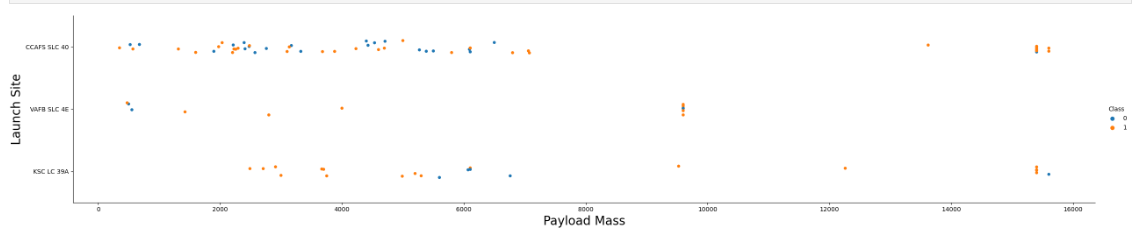 Launch Site
CCAFS SLC 40
VAFB SLC 4E
KSC LC 39A
0
2000
4000
6000
8000
10000
12000
14000
16000
Payload Mass
Class
0
1